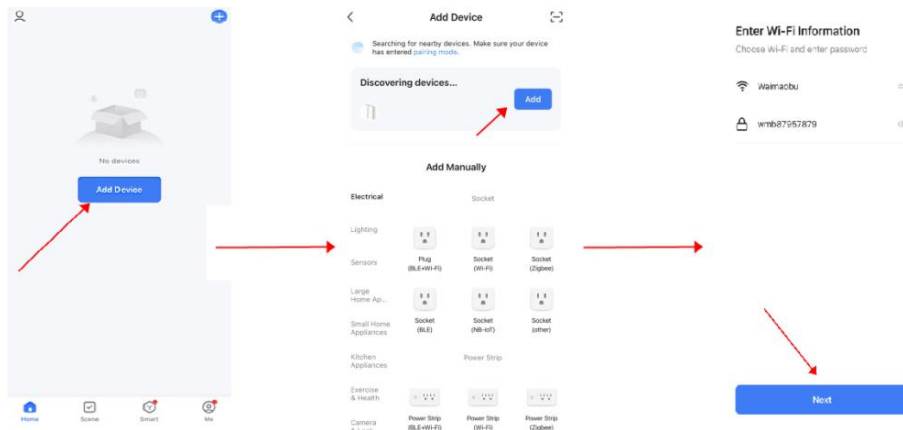 No devices
Add Device
Home
Scene
Smart
Me
Add Device
Searching for nearby devices. Make sure your device
has entered pairing mode.
Discovering devices...
Add
Add Manually
Electrical
Socket
Lighting
Plug
(BLE+Wi-Fi)
Socket
(Wi-Fi)
Socket
(Zigbee)
Sensors
Large
Home Ap...
Socket
(BLE)
Socket
(NB-IoT)
Socket
(other)
Small Home
Appliances
Kitchen
Appliances
Power Strip
Exercise
& Health
Power Strip
(BLE+Wi-Fi)
Power Strip
(Wi-Fi)
Power Strip
(Zigbee)
Camera
Enter Wi-Fi Information
Choose Wi-Fi and enter password
Waimaobu
wmb87957879
Next